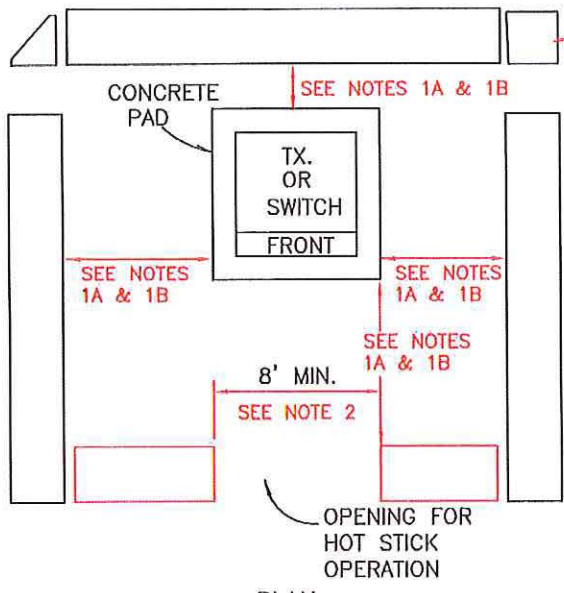 SEE NOTES 1A & 1B
CONCRETE
PAD
TX.
OR
SWITCH
FRONT
SEE NOTES
1A & 1B
SEE NOTES
1A & 1B
SEE NOTES
1A & 1B
8' MIN.
SEE NOTE 2
OPENING FOR
HOT STICK
OPERATION